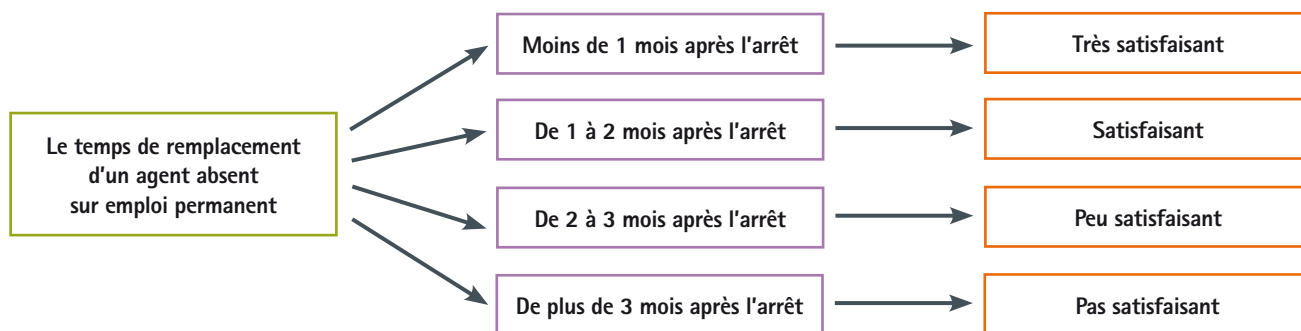 Le temps de remplacement
d'un agent absent
sur emploi permanent
Moins de 1 mois après l'arrêt
Très satisfaisant
De 1 à 2 mois après l'arrêt
Satisfaisant
De 2 à 3 mois après l'arrêt
Peu satisfaisant
De plus de 3 mois après l'arrêt
Pas satisfaisant